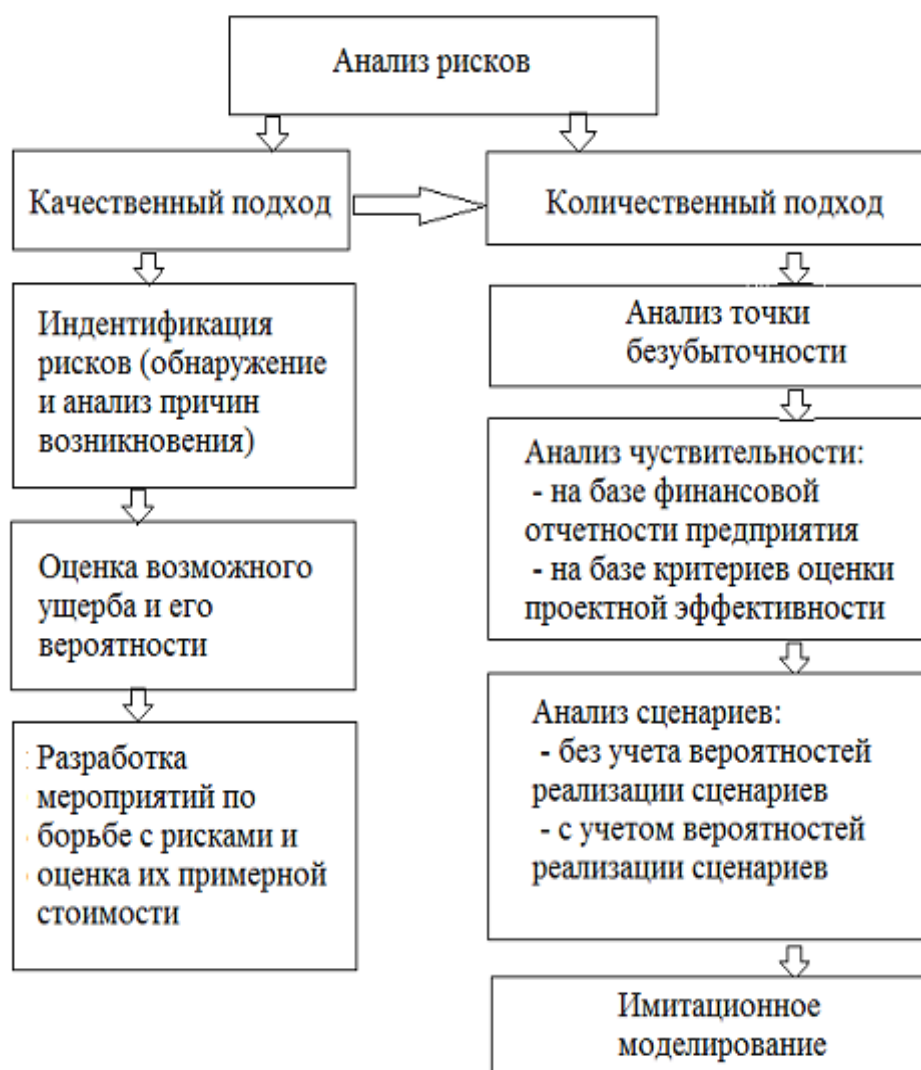 Анализ рисков
Качественный подход
Количественный подход
Индентификация
рисков (обнаружение
и анализ причин
возникновения)
Оценка возможного
ущерба и его
вероятности
Разработка
мероприятий по
борьбе с рисками и
оценка их примерной
стоимости
Анализ точки
безубыточности
Анализ чуствительности:
- на базе финансовой
отчетности предприятия
- на базе критериев оценки
проектной эффективности
Анализ сценариев:
- без учета вероятностей
реализации сценариев
- с учетом вероятностей
реализации сценариев
Имитационное
моделирование